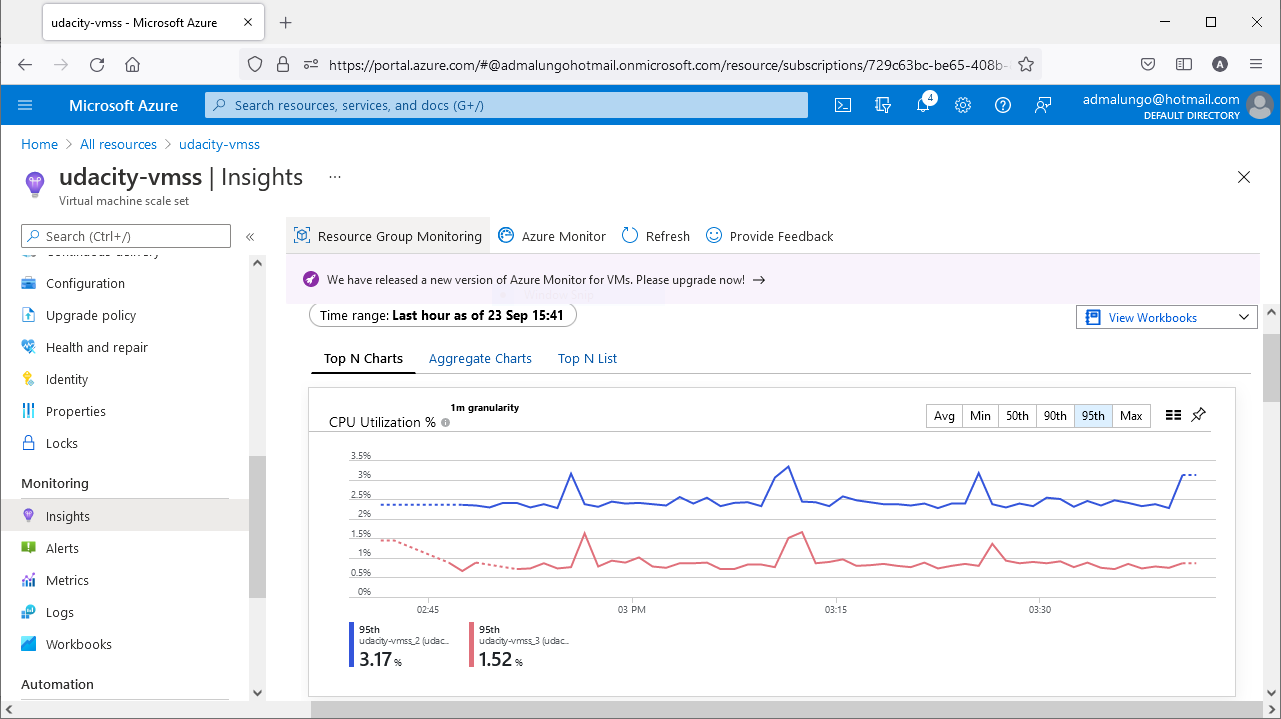 udacity-vmss - Microsoft Azure
https://portal.azure.com/#@admalungohotmail.onmicrosoft.com/resource/subscriptions/729c63bc-be65-408b-
A
Microsoft Azure
Search resources, services, and docs (G+/)
4
admalungo@hotmail.com
DEFAULT DIRECTORY
Home > All resources > udacity-vmss
udacity-vmss | Insights ...
Virtual machine scale set
Search (Ctrl+/)
«
Continuous delivery
Configuration
Upgrade policy
Health and repair
Identity
Properties
Locks
Monitoring
Insights
Alerts
Metrics
Logs
Workbooks
Automation
Resource Group Monitoring
Azure Monitor
Refresh
Provide Feedback
We have released a new version of Azure Monitor for VMs. Please upgrade now! →
Time range: Last hour as of 23 Sep 15:41
View Workbooks
Top N Charts
Aggregate Charts
Top N List
1m granularity
CPU Utilization %
Avg
Min
50th
90th
95th
Max
3.5%
3%
2.5%
2%
1.5%
1%
0.5%
0%
02:45
03 PM
03:15
03:30
95th
udacity-vmss_2 (udac...
3.17 %
95th
udacity-vmss_3 (udac...
1.52 %